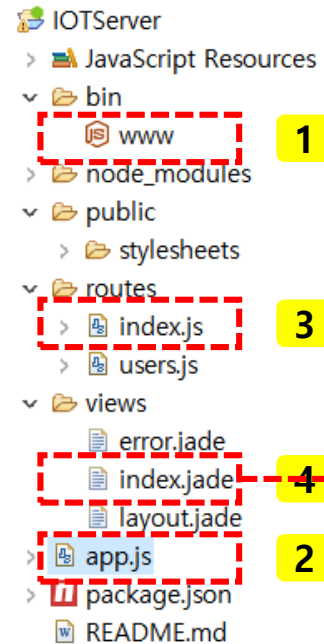 IOTServer
JavaScript Resources
bin
www 1
node_modules
public
stylesheets
routes
index.js 3
users.js
views
error.jade
index.jade 4
layout.jade
app.js 2
package.json
README.md